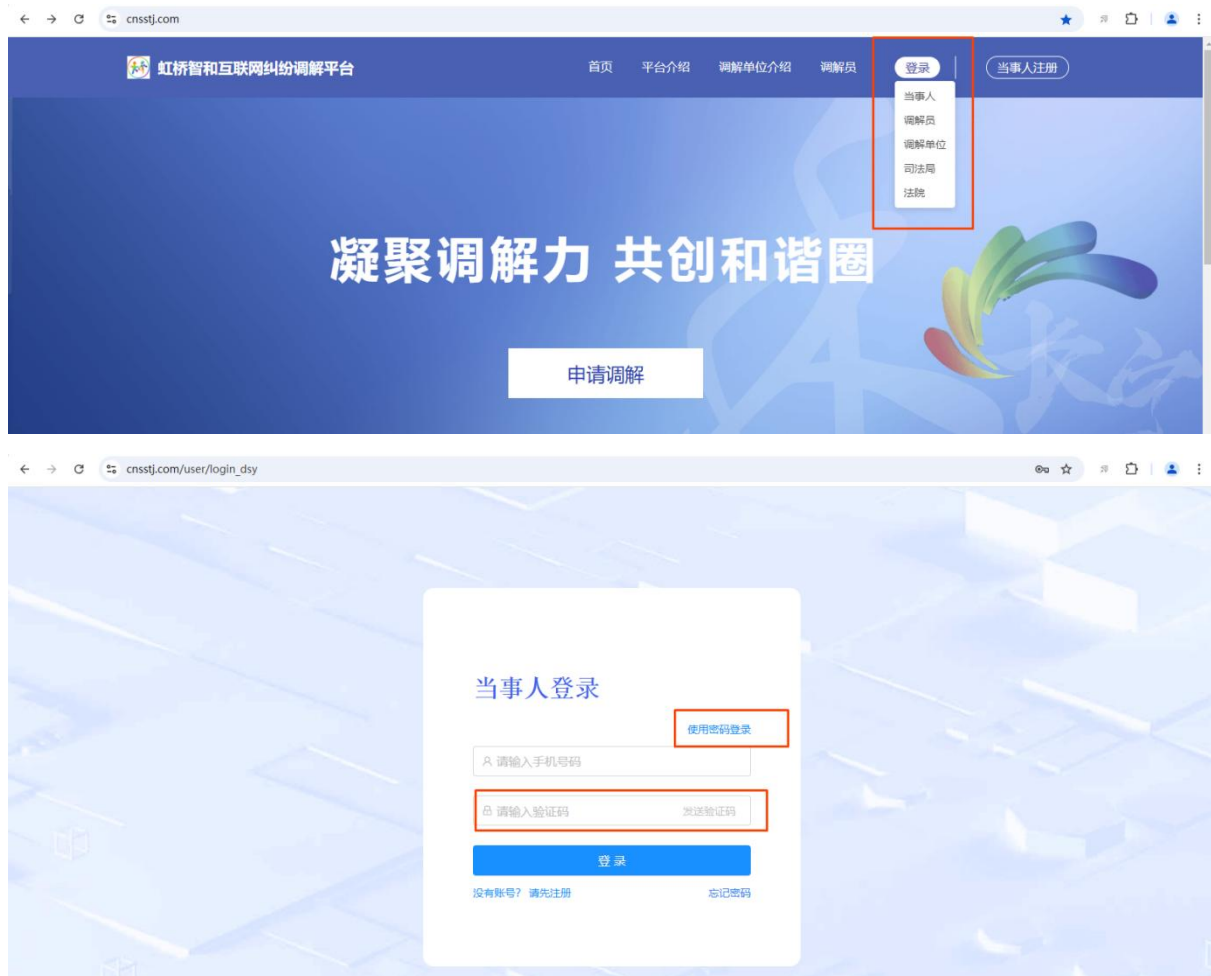 cnsstj.com
虹桥智和互联网纠纷调解平台
首页 平台介绍 调解单位介绍 调解员 登录 当事人注册
当事人
调解员
调解单位
司法局
法院
凝聚调解力 共创和谐圈
申请调解
长宁
cnsstj.com/user/login_dsy
当事人登录
使用密码登录
请输入手机号码
请输入验证码 发送验证码
登录
没有账号? 请先注册 忘记密码